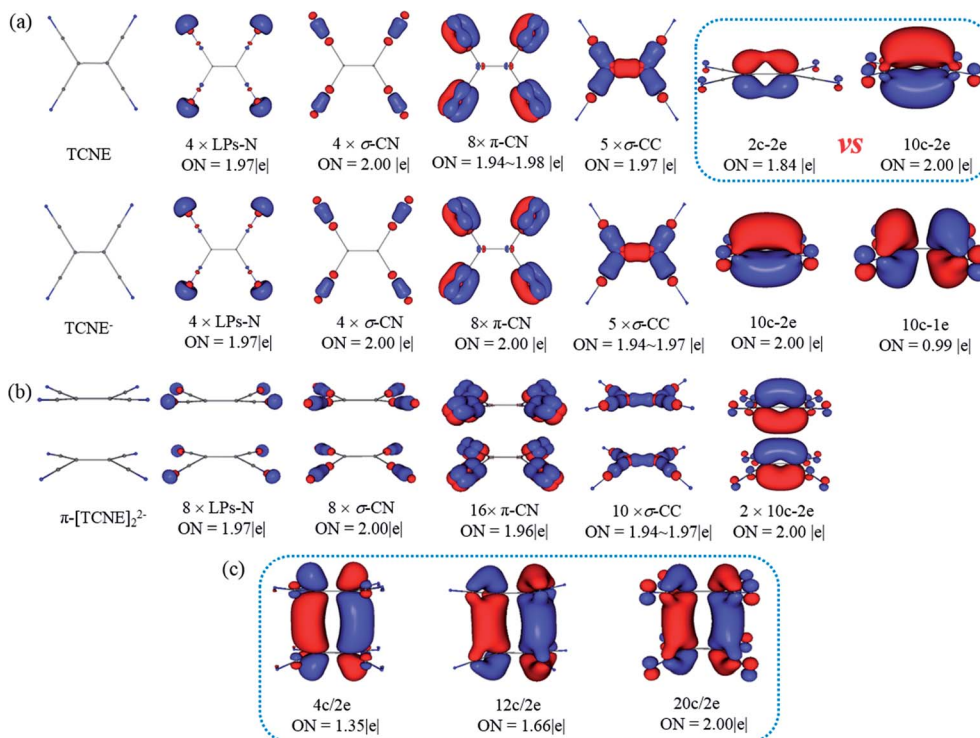 (a)
TCNE
4 × LPs-N
ON = 1.97|e|
4 × σ-CN
ON = 2.00 |e|
8× π-CN
ON = 1.94~1.98 |e|
5 ×σ-CC
ON = 1.97 |e|
2c-2e
ON = 1.84 |e|
vs
10c-2e
ON = 2.00 |e|
TCNE-
4 × LPs-N
ON = 1.97|e|
4 × σ-CN
ON = 2.00 |e|
8× π-CN
ON = 2.00 |e|
5 ×σ-CC
ON = 1.94~1.97 |e|
10c-2e
ON = 2.00 |e|
10c-1e
ON = 0.99 |e|
(b)
π-[TCNE]₂²⁻
8 × LPs-N
ON = 1.97|e|
8 × σ-CN
ON = 2.00|e|
16× π-CN
ON = 1.96|e|
10 ×σ-CC
ON = 1.94~1.97|e|
2 × 10c-2e
ON = 2.00 |e|
(c)
4c/2e
ON = 1.35|e|
12c/2e
ON = 1.66|e|
20c/2e
ON = 2.00|e|